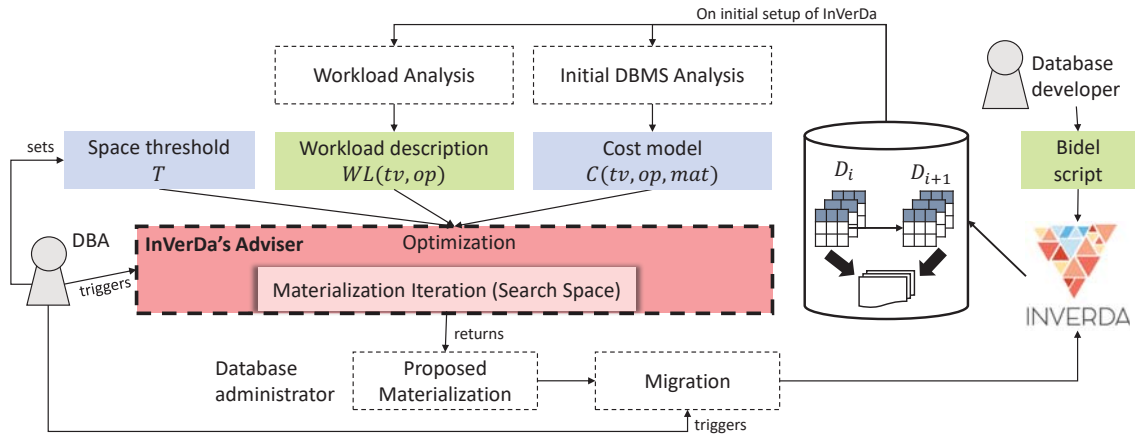 On initial setup of InVerDa
Workload Analysis
Initial DBMS Analysis
Database
developer
sets
Space threshold
T
Workload description
WL(tv, op)
Cost model
C(tv, op, mat)
Bidel
script
D_i
D_{i+1}
DBA
triggers
InVerDa's Adviser
Optimization
Materialization Iteration (Search Space)
INVERDA
returns
Database
administrator
Proposed
Materialization
Migration
triggers